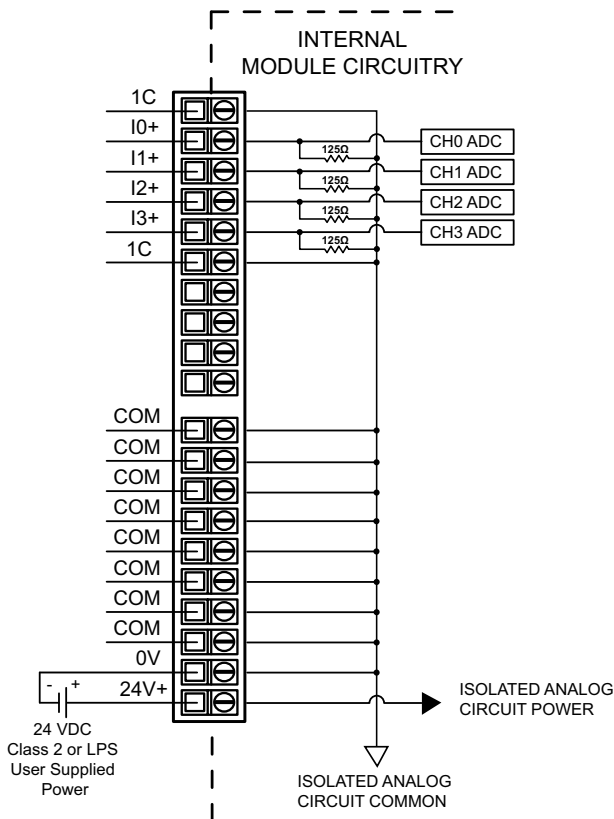 INTERNAL
MODULE CIRCUITRY
1C
I0+
125Ω
CH0 ADC
I1+
125Ω
CH1 ADC
I2+
125Ω
CH2 ADC
I3+
125Ω
CH3 ADC
1C
COM
COM
COM
COM
COM
COM
COM
COM
0V
- +
24V+
24 VDC
Class 2 or LPS
User Supplied
Power
ISOLATED ANALOG
CIRCUIT POWER
ISOLATED ANALOG
CIRCUIT COMMON